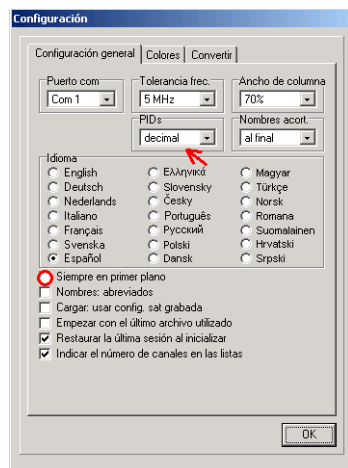 Configuración
Configuración general Colores Convertir
Puerto com Tolerancia frec. Ancho de columna
Com 1 5 MHz 70%
PIDs Nombres acort.
decimal al final
Idioma
English Ελληνικά Magyar
Deutsch Slovensky Türkçe
Nederlands Česky Norsk
Italiano Português Romana
Français Русский Suomalainen
Svenska Polski Hrvatski
Español Dansk Srpski
Siempre en primer plano
Nombres: abreviados
Cargar: usar config. sat grabada
Empezar con el último archivo utilizado
Restaurar la última sesión al inicializar
Indicar el número de canales en las listas
OK